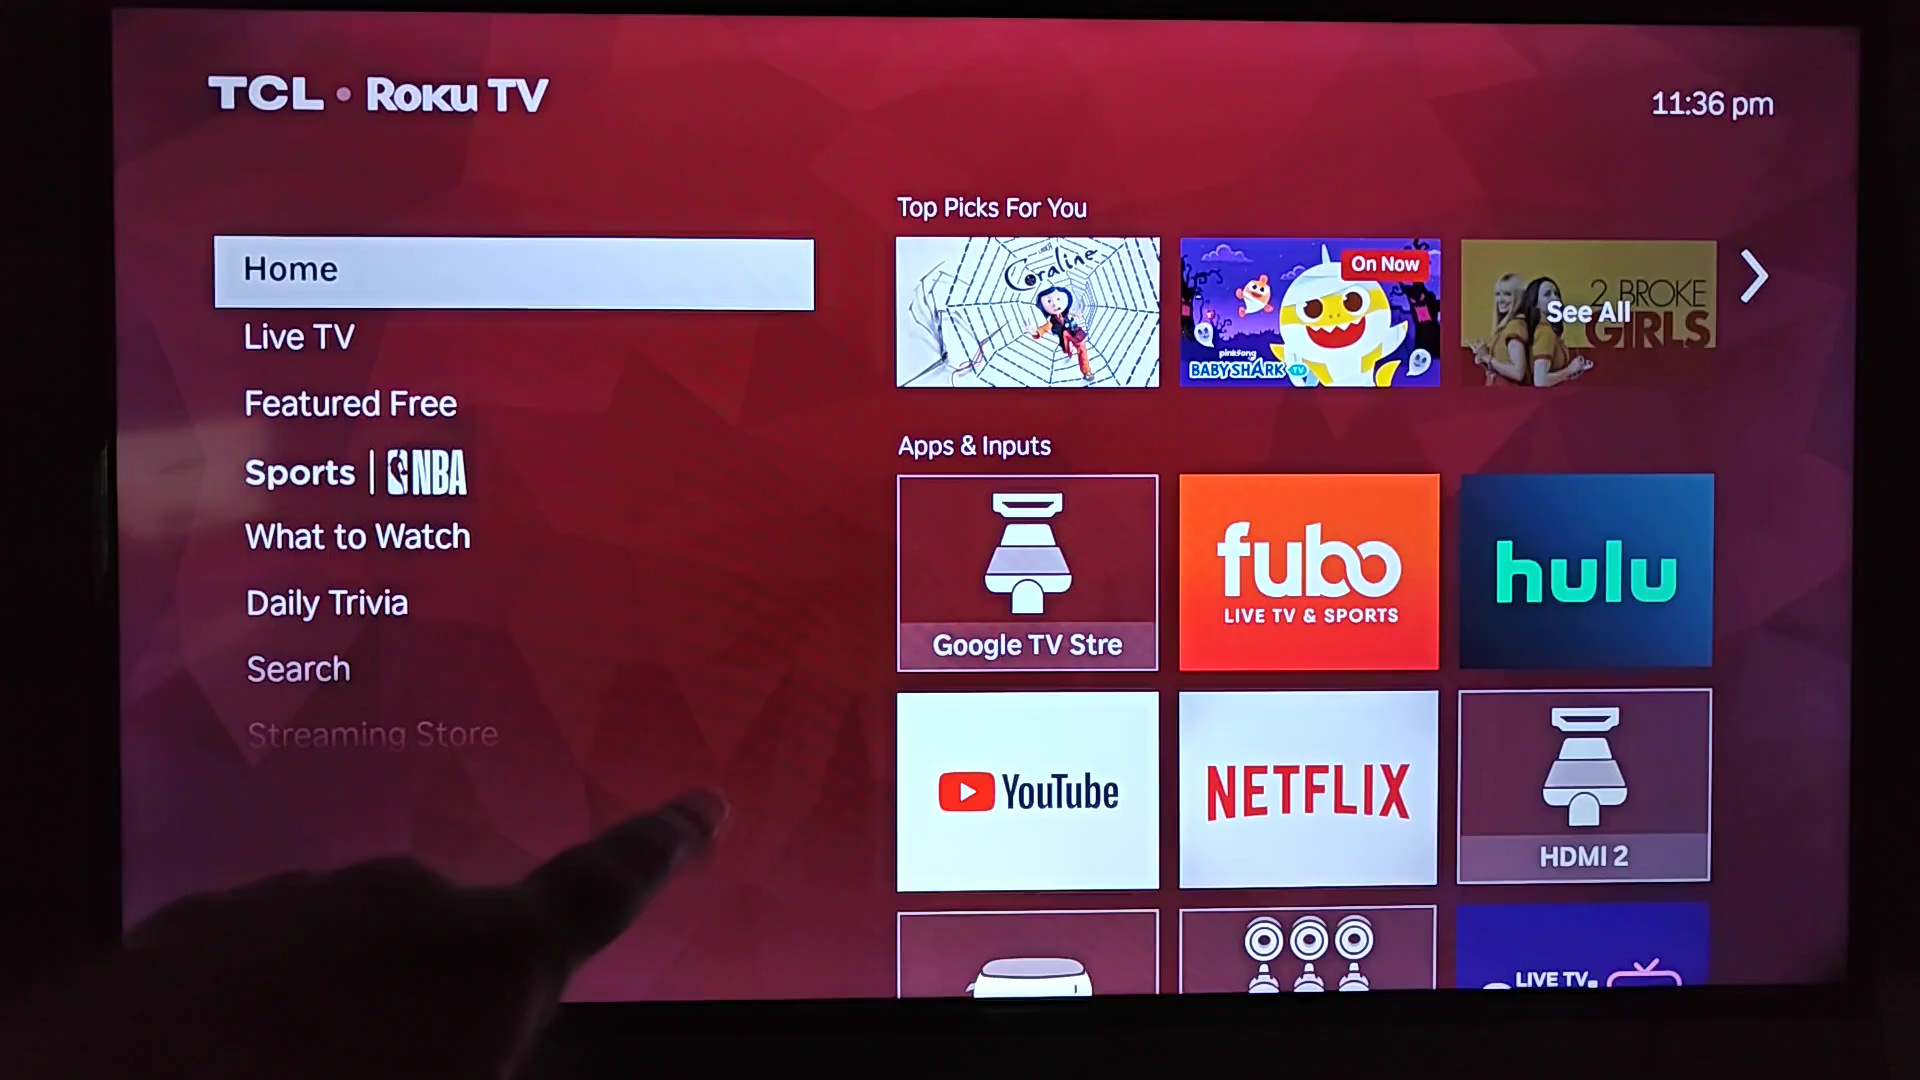 TCL • Roku TV
11:36 pm
Home
Live TV
Featured Free
Sports | NBA
What to Watch
Daily Trivia
Search
Streaming Store
Top Picks For You
Coraline
On Now
pinkfong
BABY SHARK TV
2 BROKE
GIRLS
See All
Apps & Inputs
Google TV Stre
fubo
LIVE TV & SPORTS
hulu
YouTube
NETFLIX
HDMI 2
LIVE TV